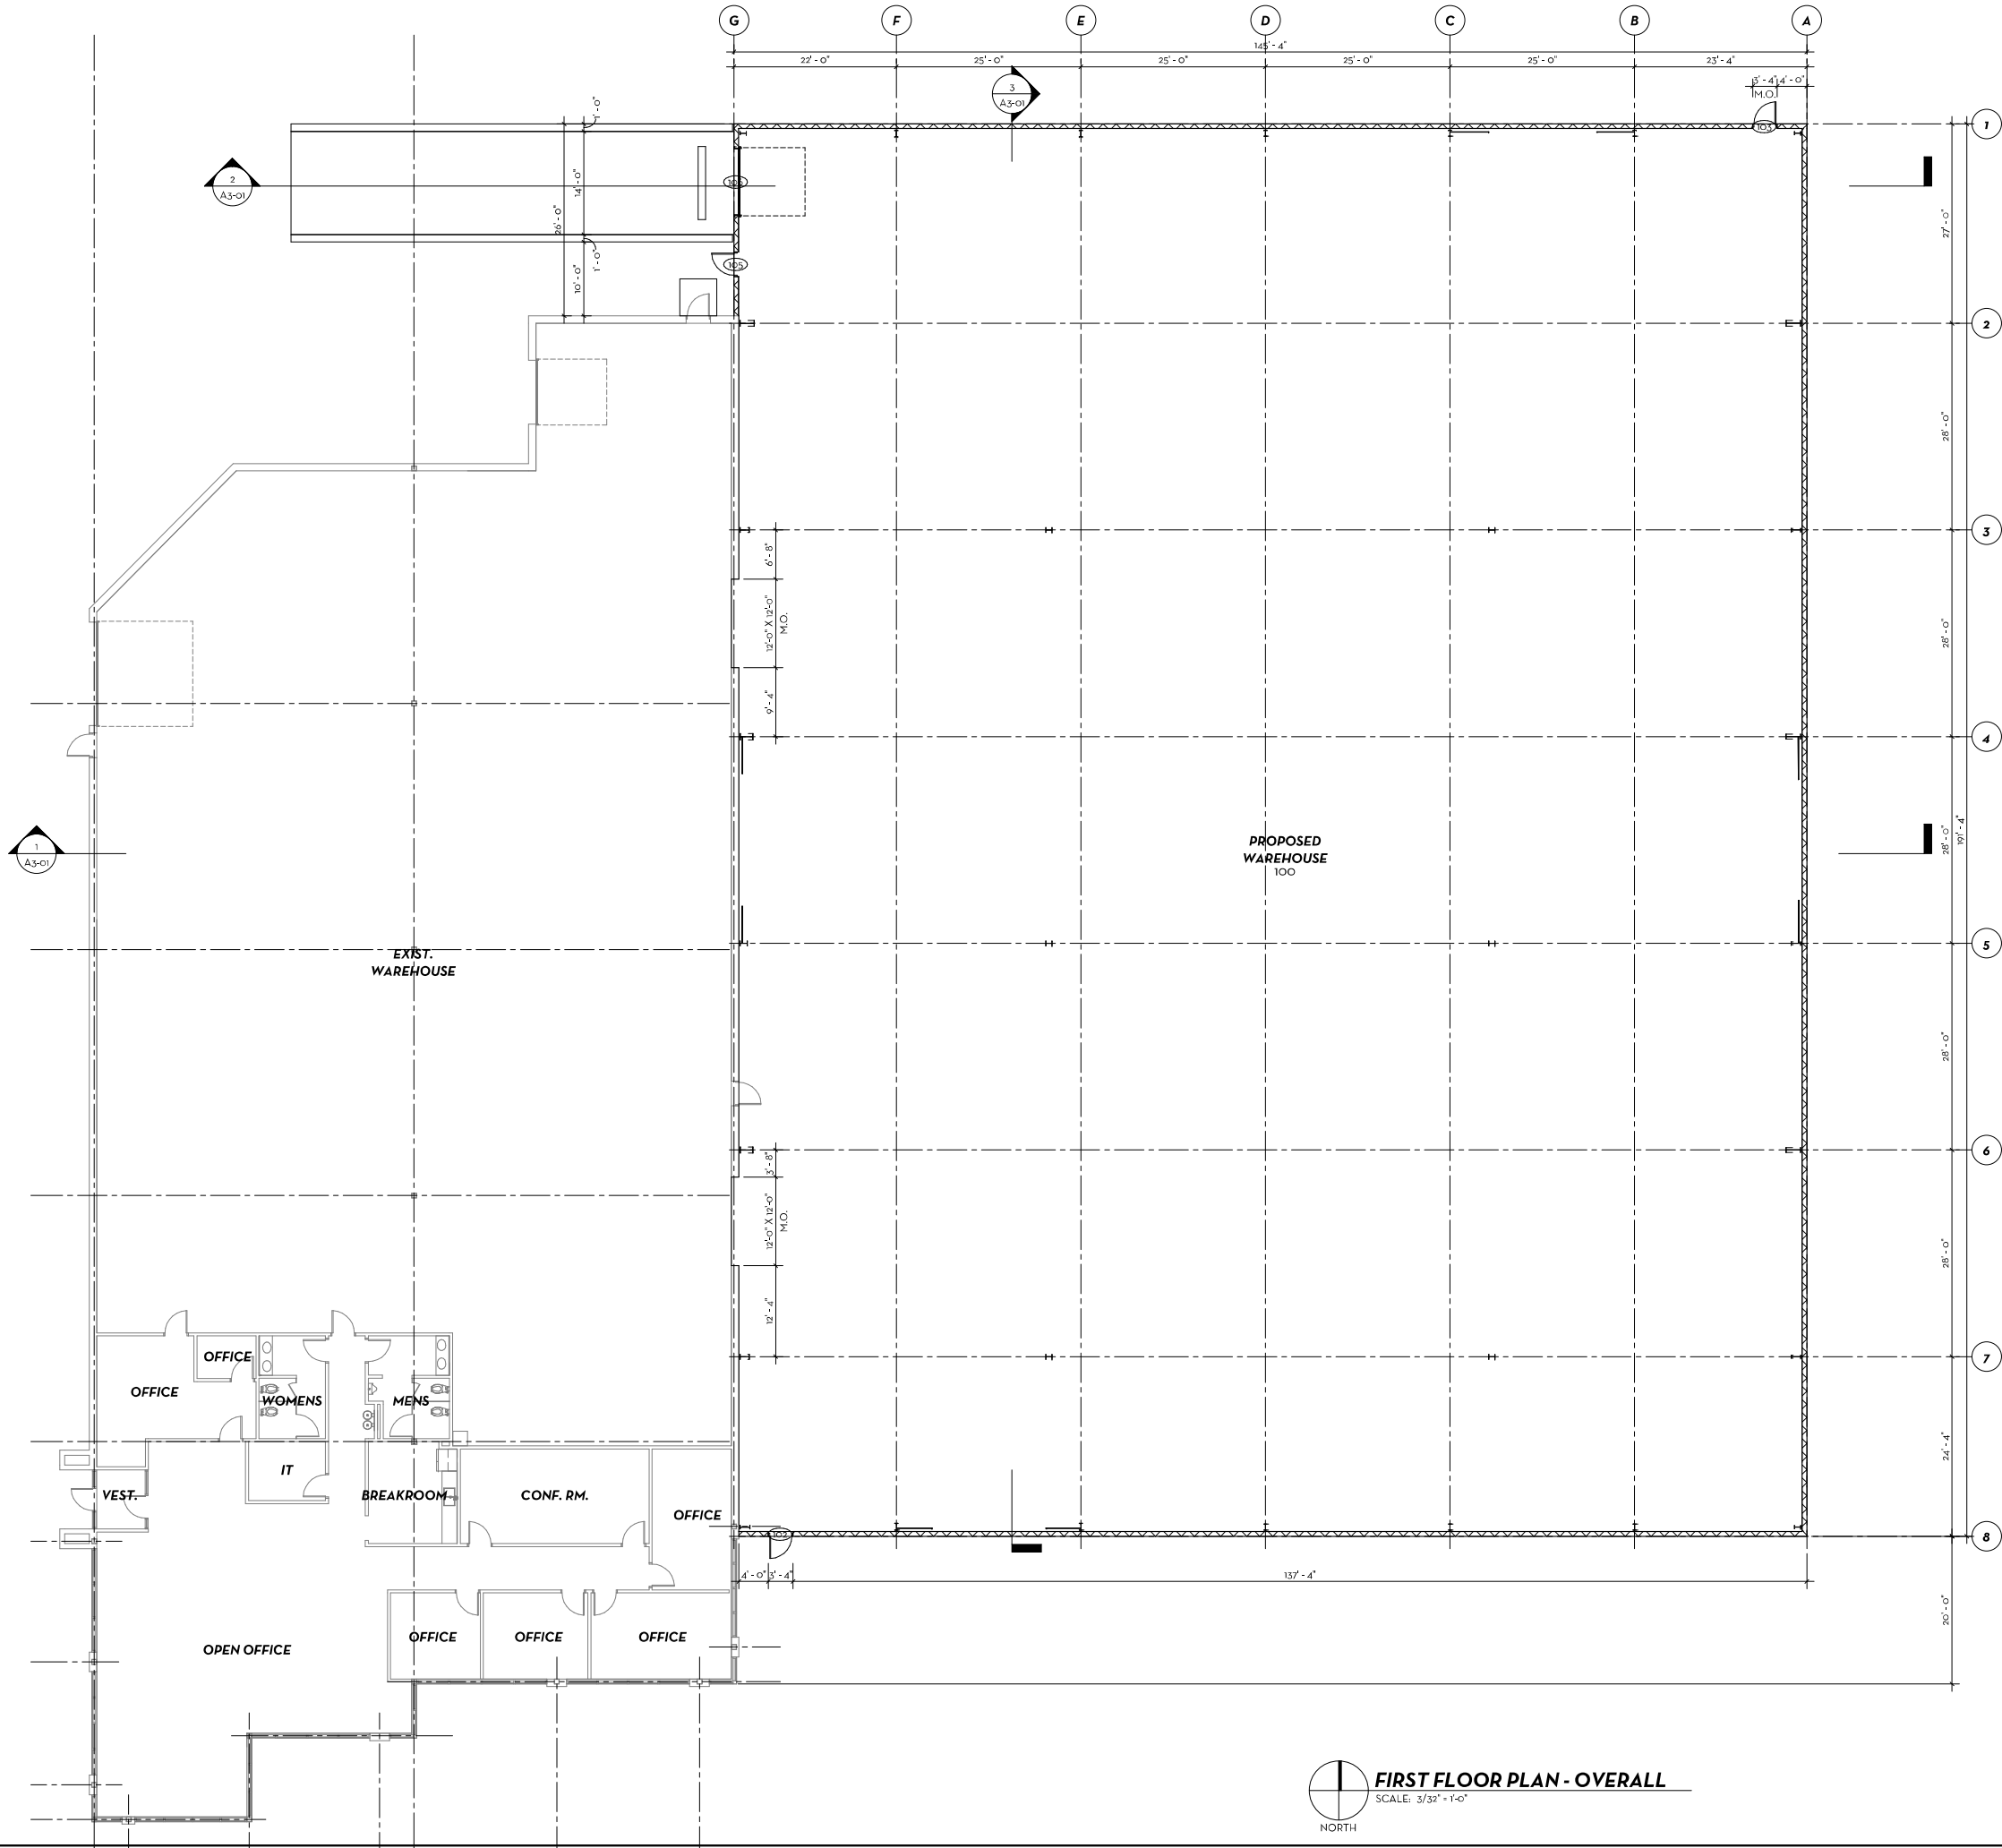 G F E D C B A
145' - 4"
22' - 0" 25' - 0" 25' - 0" 25' - 0" 25' - 0" 23' - 4"
3' - 4" 4' - 0"
M.O.
3
A3-01
1' - 0"
103
1
2
A3-01
14' - 0"
26' - 0"
27' - 0"
105
1' - 0"
10' - 0"
2
28' - 0"
3
6' - 8"
12'-0" X 12'-0"
M.O.
28' - 0"
9' - 4"
4
1
A3-01
PROPOSED
WAREHOUSE
100
28' - 0"
191' - 4"
EXIST.
WAREHOUSE
5
28' - 0"
6
3' - 8"
12'-0" X 12'-0"
M.O.
28' - 0"
12' - 4"
7
OFFICE
OFFICE
WOMENS
MENS
24' - 4"
IT
VEST.
BREAKROOM
CONF. RM.
OFFICE
102
8
4' - 0" 3' - 4"
137' - 4"
20' - 0"
OFFICE OFFICE OFFICE
OPEN OFFICE
FIRST FLOOR PLAN - OVERALL
SCALE: 3/32" = 1'-0"
NORTH